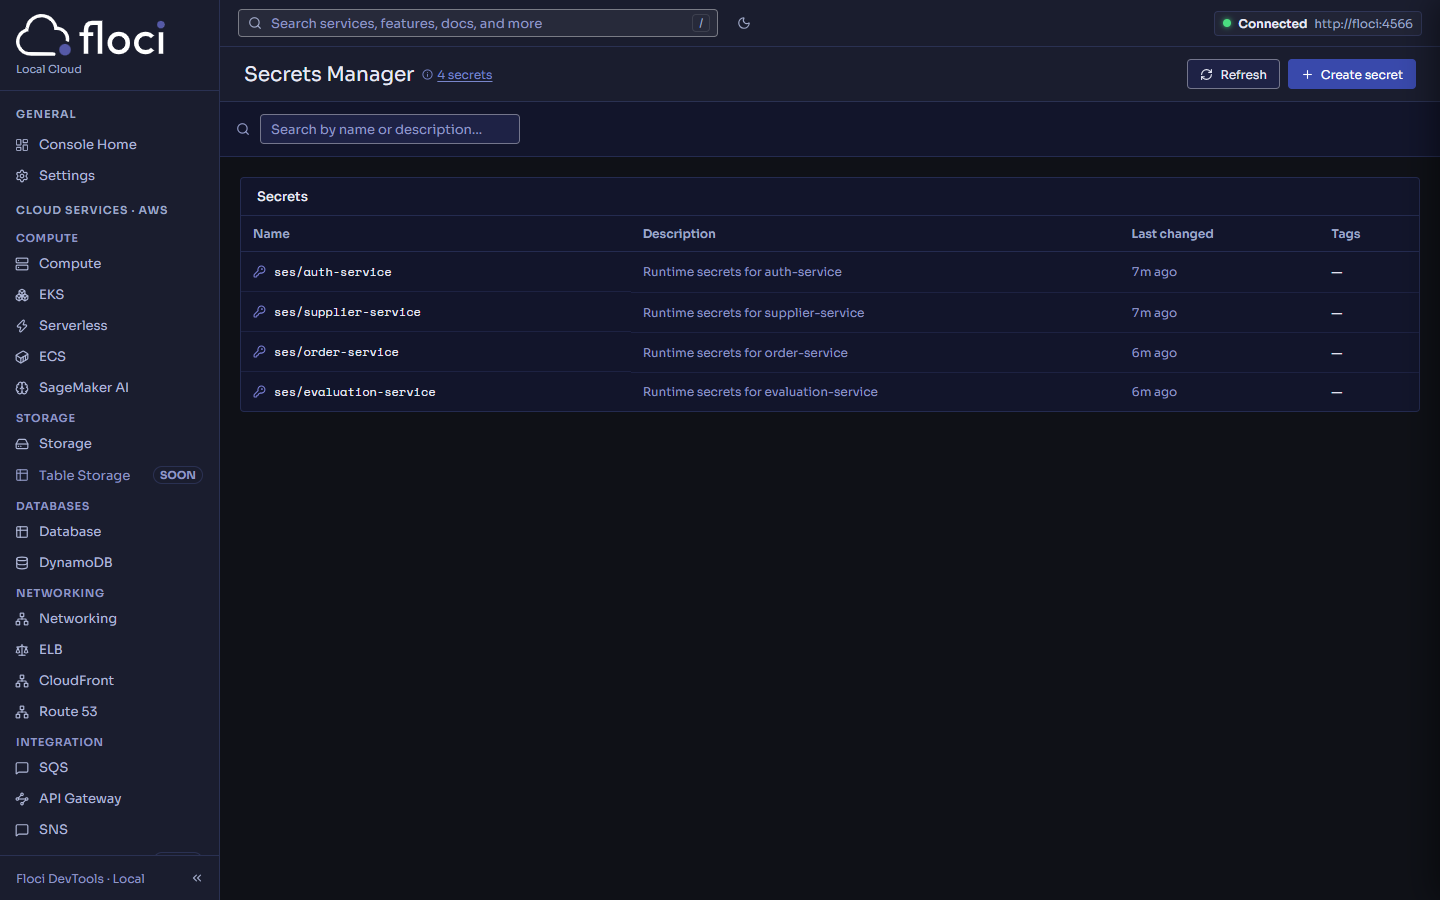 floci
Local Cloud
GENERAL
Console Home
Settings
CLOUD SERVICES · AWS
COMPUTE
Compute
EKS
Serverless
ECS
SageMaker AI
STORAGE
Storage
Table Storage SOON
DATABASES
Database
DynamoDB
NETWORKING
Networking
ELB
CloudFront
Route 53
INTEGRATION
SQS
API Gateway
SNS
Floci DevTools · Local «
Search services, features, docs, and more /
Connected http://floci:4566
Secrets Manager 4 secrets
Refresh
+ Create secret
Search by name or description...
Secrets
Name Description Last changed Tags
ses/auth-service Runtime secrets for auth-service 7m ago —
ses/supplier-service Runtime secrets for supplier-service 7m ago —
ses/order-service Runtime secrets for order-service 6m ago —
ses/evaluation-service Runtime secrets for evaluation-service 6m ago —